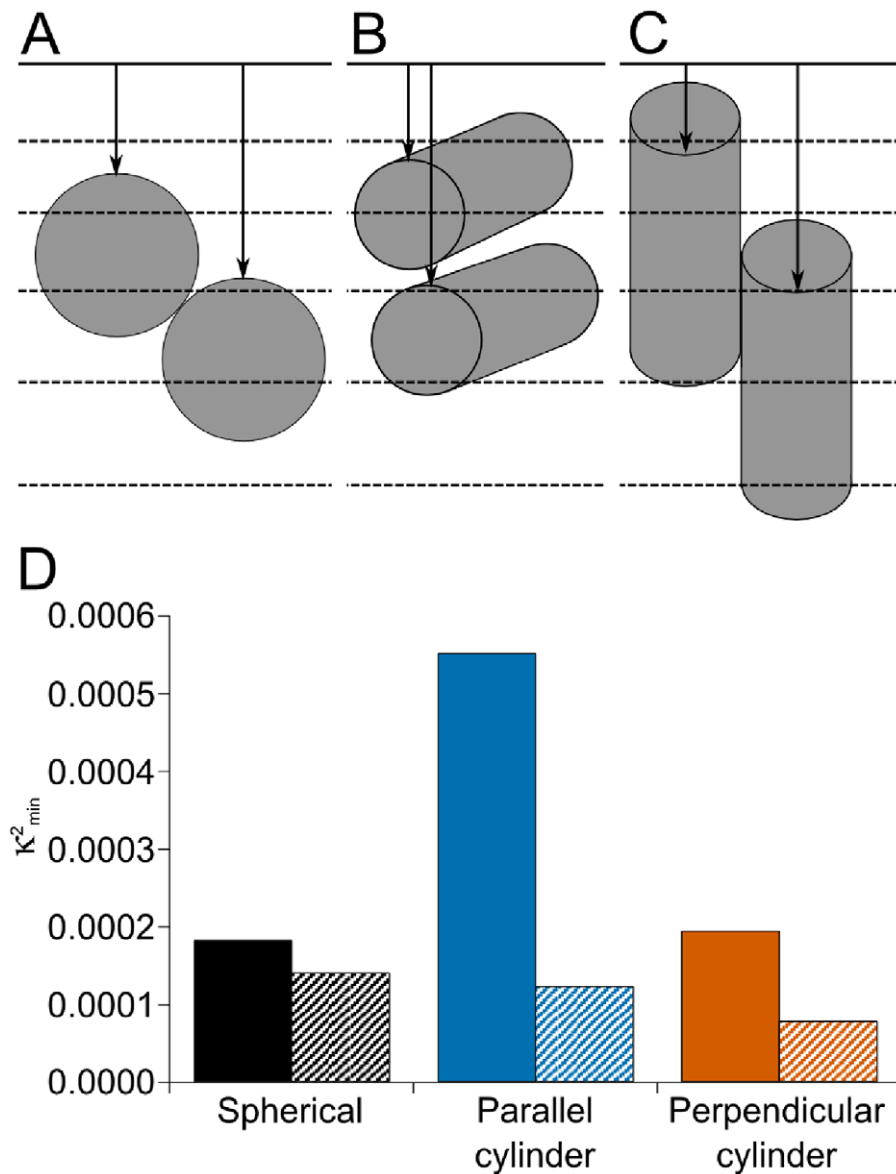 A
B
C
D
0.0006
0.0005
0.0004
0.0003
0.0002
0.0001
0.0000
κ²min
Spherical
Parallel
cylinder
Perpendicular
cylinder